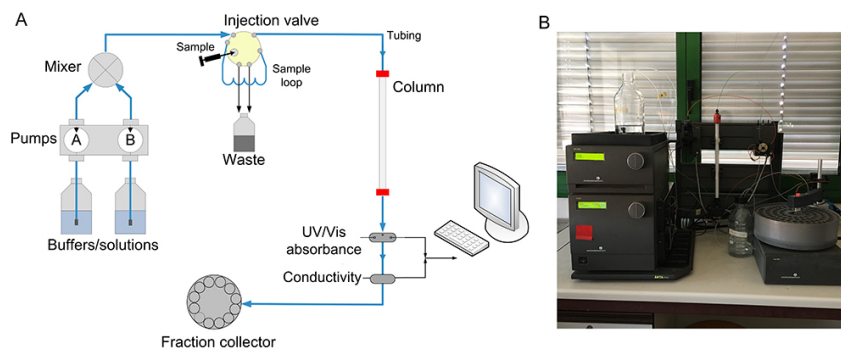 A
Injection valve
Sample
Tubing
Mixer
Sample
loop
Column
Pumps
A
B
Waste
Buffers/solutions
UV/Vis
absorbance
Conductivity
Fraction collector
B